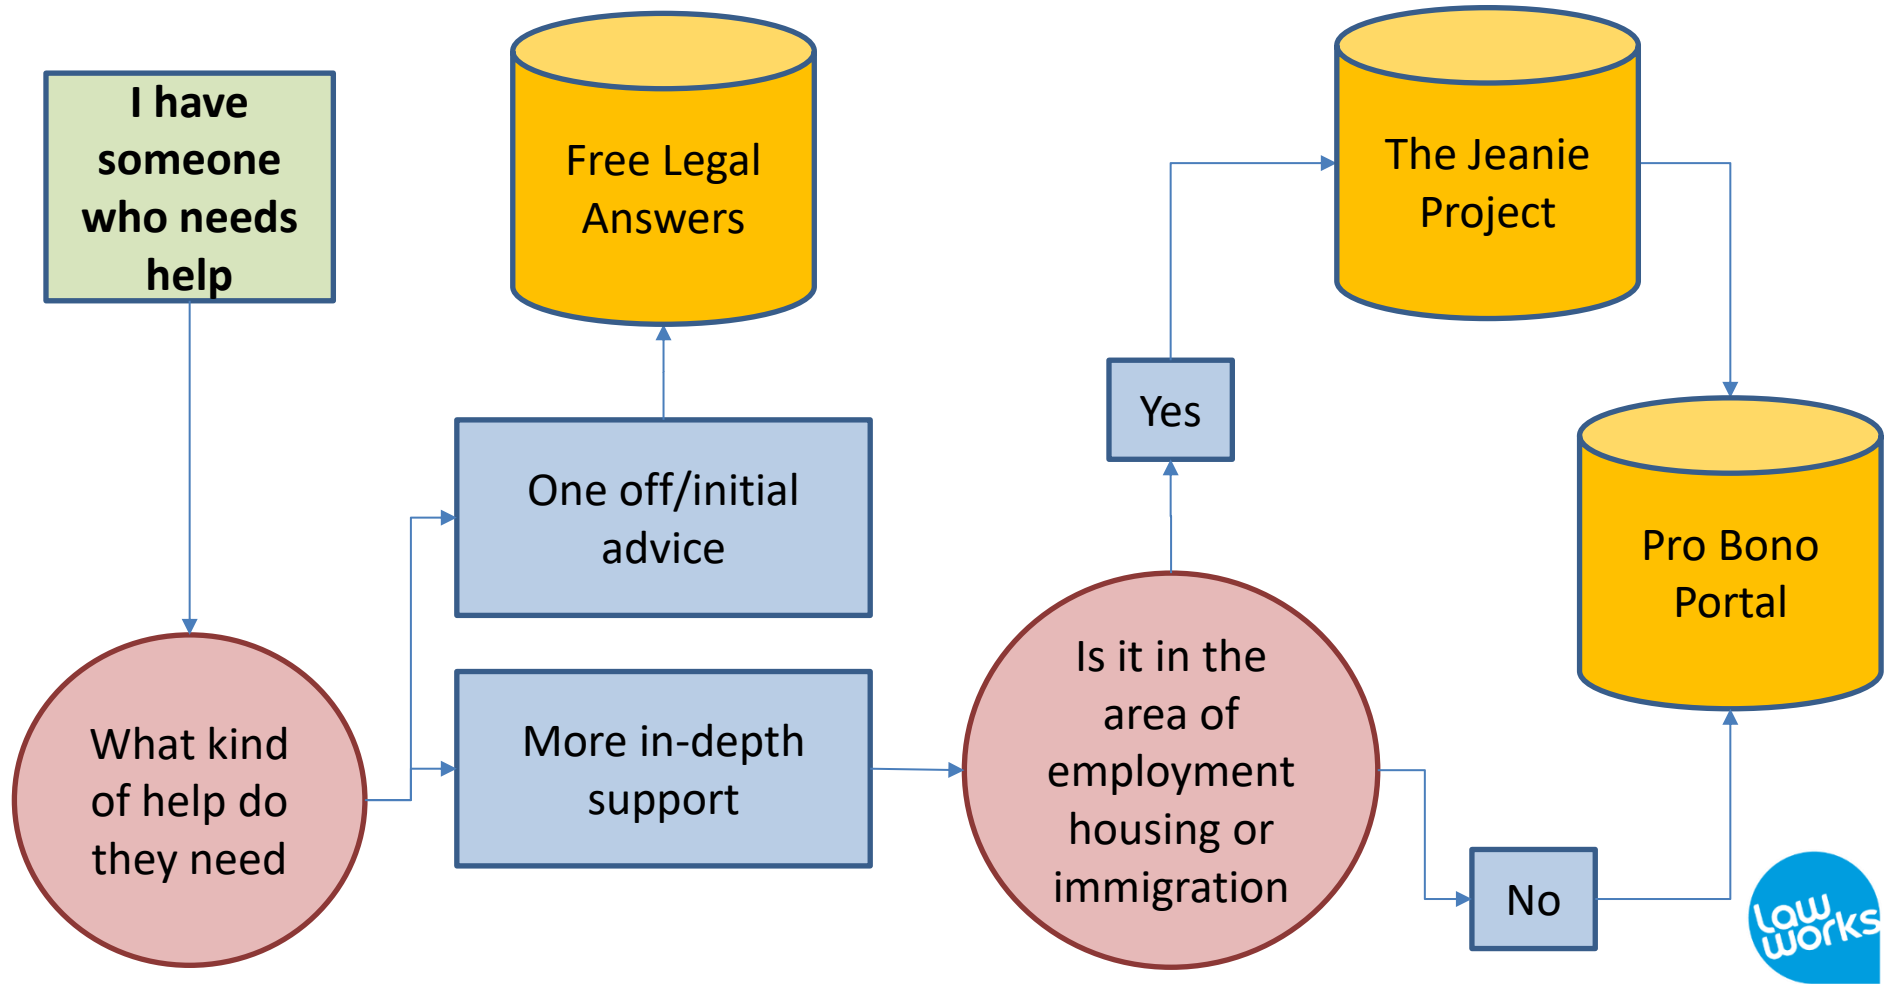 I have
someone
who needs
help
Free Legal
Answers
The Jeanie
Project
Yes
One off/initial
advice
Pro Bono
Portal
What kind
of help do
they need
More in-depth
support
Is it in the
area of
employment
housing or
immigration
No
Law
Works